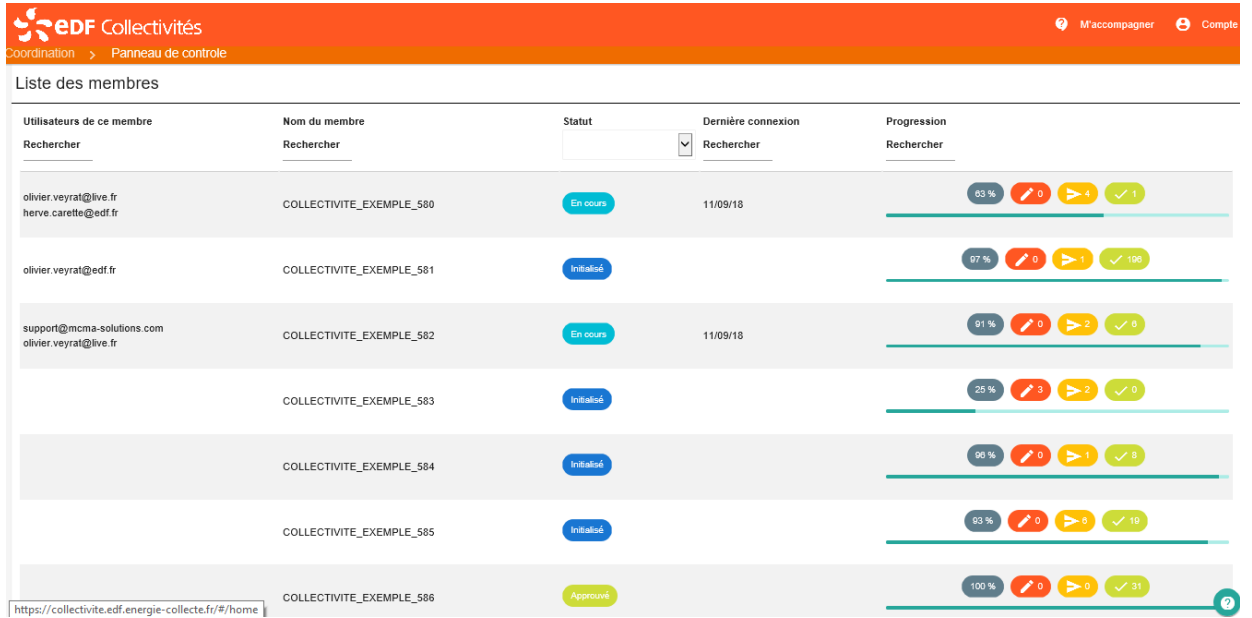 eDF Collectivités
M'accompagner
Compte
Coordination > Panneau de controle
Liste des membres
Utilisateurs de ce membre Nom du membre Statut Dernière connexion Progression
Rechercher Rechercher Rechercher Rechercher
olivier.veyrat@live.fr
herve.carette@edf.fr
COLLECTIVITE_EXEMPLE_580 En cours 11/09/18 63 % 0 4 1
olivier.veyrat@edf.fr COLLECTIVITE_EXEMPLE_581 Initialisé 97 % 0 1 196
support@mcma-solutions.com
olivier.veyrat@live.fr
COLLECTIVITE_EXEMPLE_582 En cours 11/09/18 91 % 0 2 6
COLLECTIVITE_EXEMPLE_583 Initialisé 25 % 3 2 0
COLLECTIVITE_EXEMPLE_584 Initialisé 96 % 0 1 8
COLLECTIVITE_EXEMPLE_585 Initialisé 93 % 0 6 19
COLLECTIVITE_EXEMPLE_586 Approuvé 100 % 0 0 31
https://collectivite.edf.energie-collecte.fr/#/home